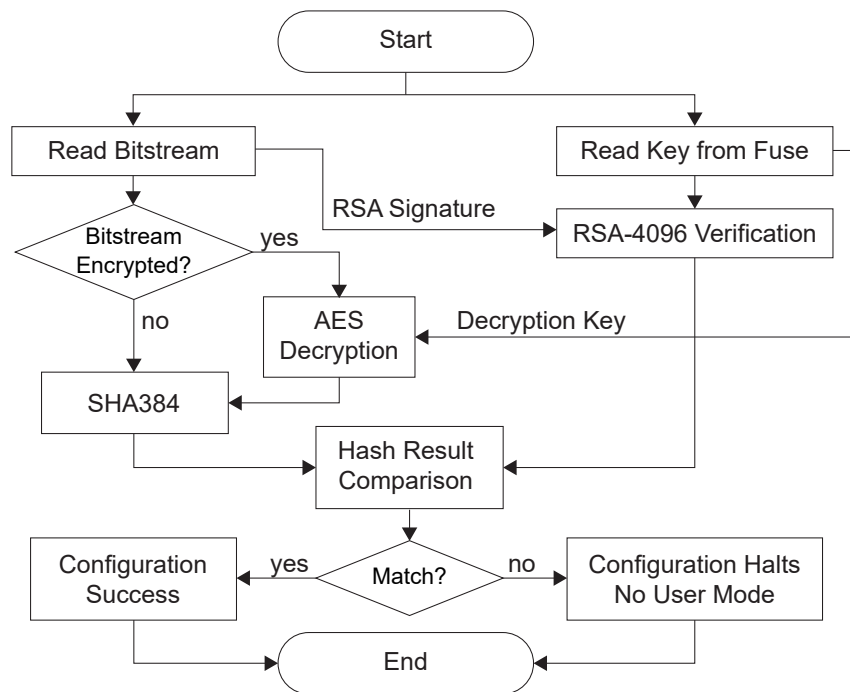 Start
Read Bitstream
Read Key from Fuse
RSA Signature
RSA-4096 Verification
Bitstream
Encrypted?
yes
no
AES
Decryption
Decryption Key
SHA384
Hash Result
Comparison
Configuration
Success
yes
Match?
no
Configuration Halts
No User Mode
End